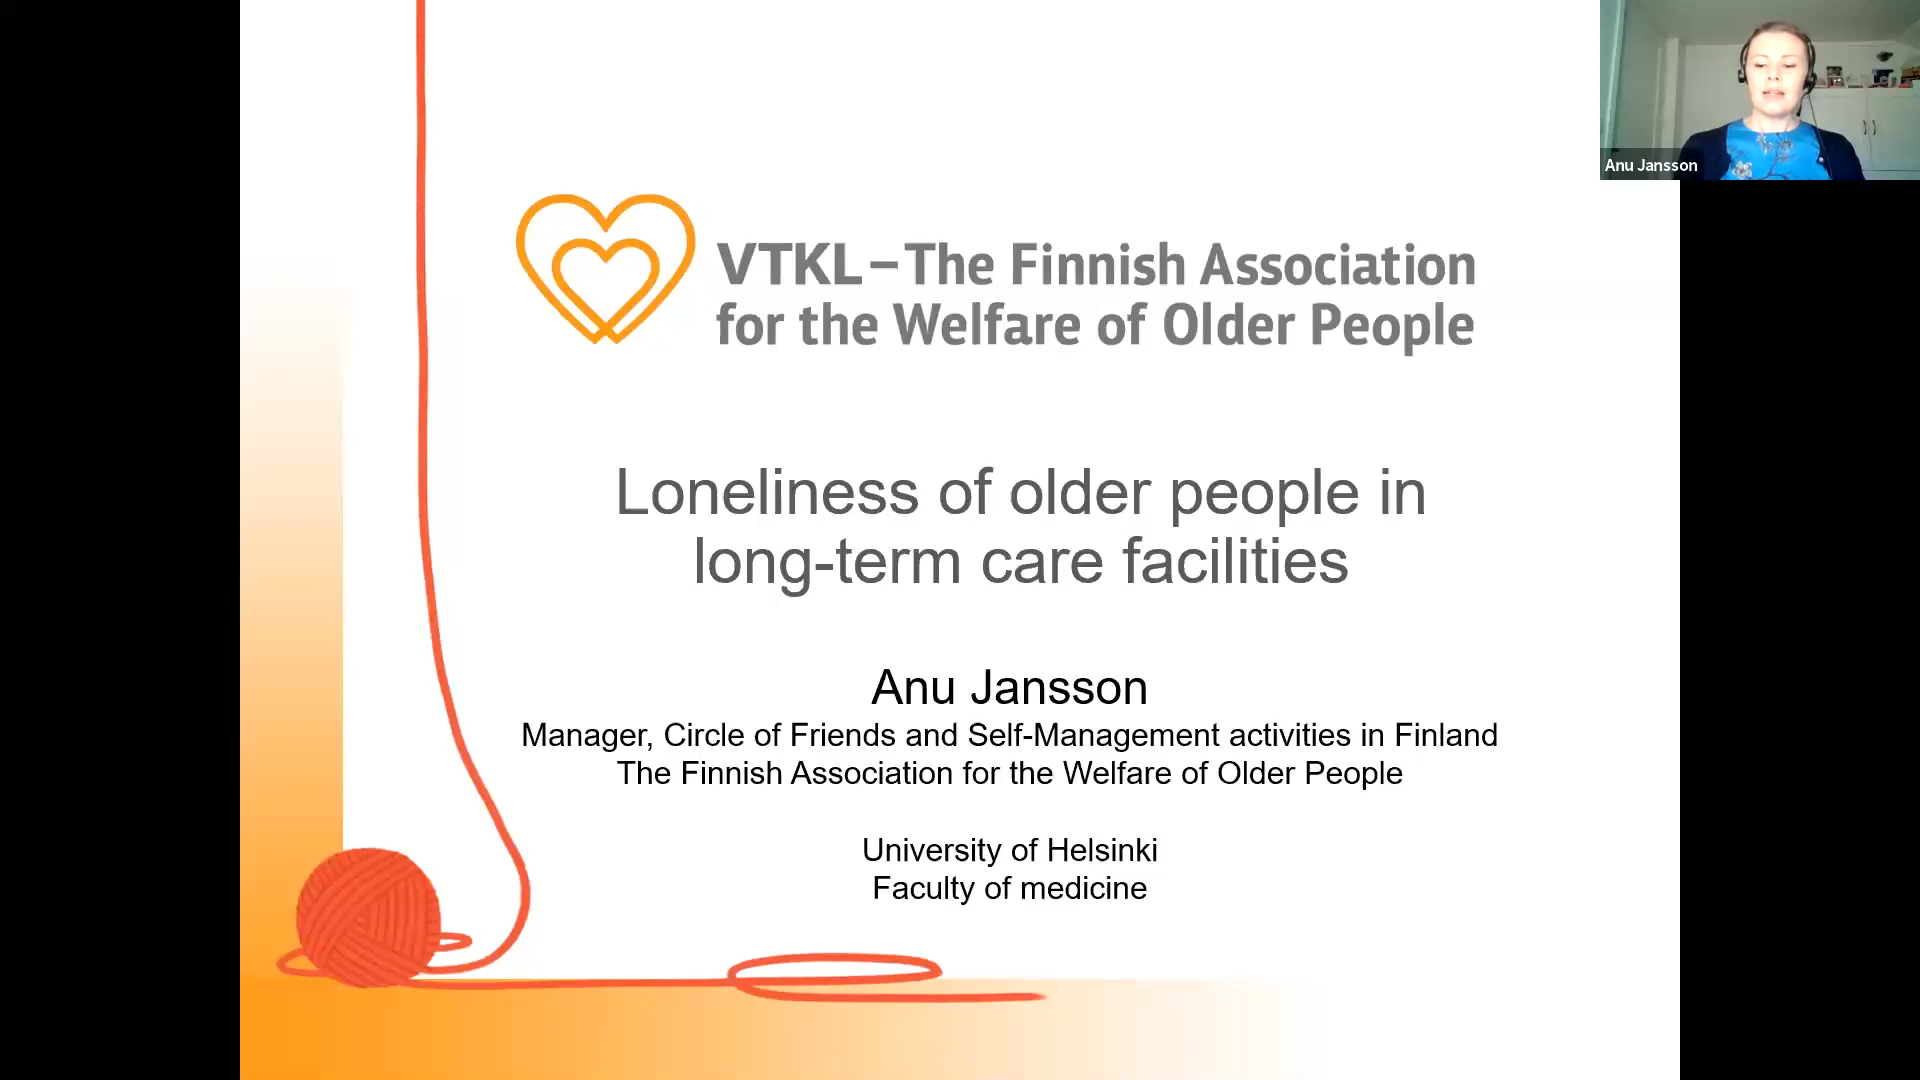 Anu Jansson
VTKL – The Finnish Association
for the Welfare of Older People
Loneliness of older people in
long-term care facilities
Anu Jansson
Manager, Circle of Friends and Self-Management activities in Finland
The Finnish Association for the Welfare of Older People
University of Helsinki
Faculty of medicine